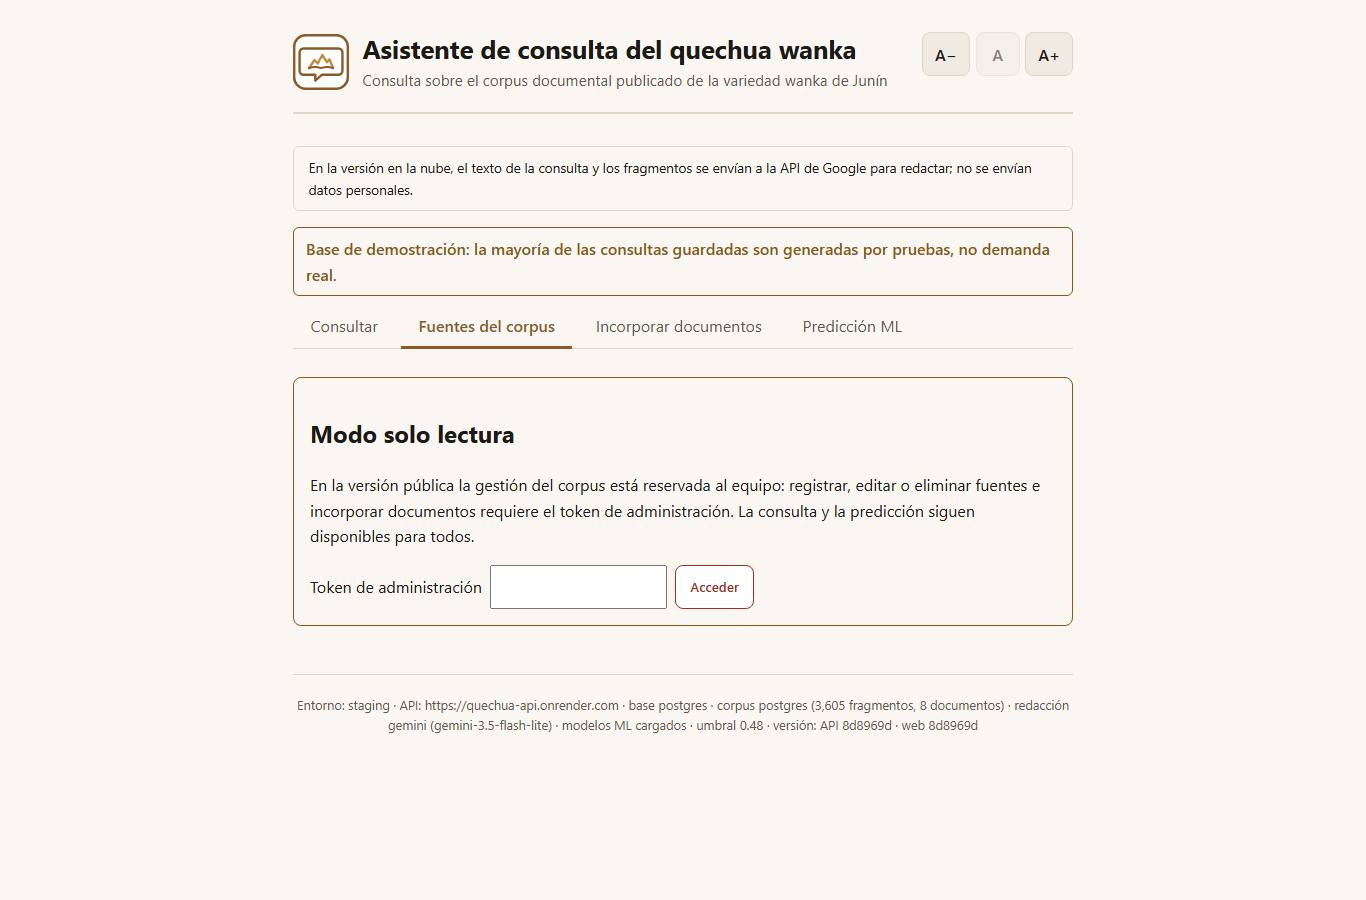 Asistente de consulta del quechua wanka
Consulta sobre el corpus documental publicado de la variedad wanka de Junín
A−
A
A+
En la versión en la nube, el texto de la consulta y los fragmentos se envían a la API de Google para redactar; no se envían
datos personales.
Base de demostración: la mayoría de las consultas guardadas son generadas por pruebas, no demanda
real.
Consultar
Fuentes del corpus
Incorporar documentos
Predicción ML
Modo solo lectura
En la versión pública la gestión del corpus está reservada al equipo: registrar, editar o eliminar fuentes e
incorporar documentos requiere el token de administración. La consulta y la predicción siguen
disponibles para todos.
Token de administración
Acceder
Entorno: staging · API: https://quechua-api.onrender.com · base postgres · corpus postgres (3,605 fragmentos, 8 documentos) · redacción
gemini (gemini-3.5-flash-lite) · modelos ML cargados · umbral 0.48 · versión: API 8d8969d · web 8d8969d